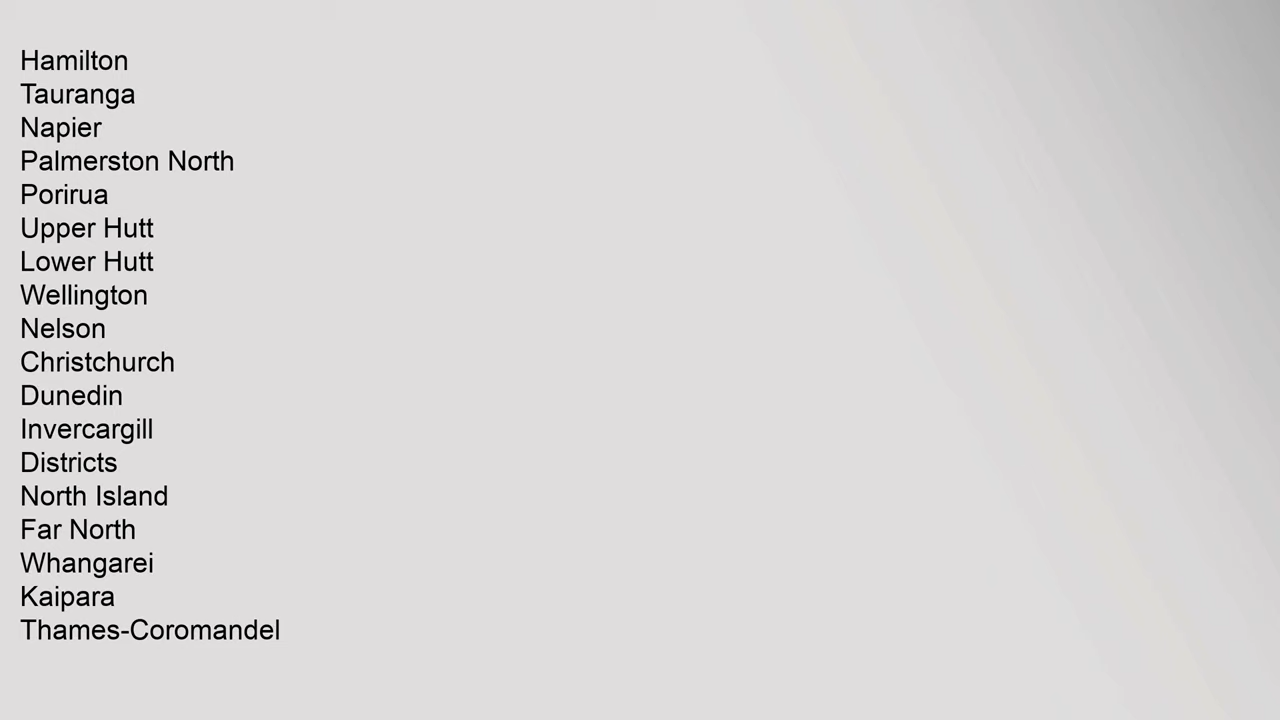 Hamilton
Tauranga
Napier
Palmerston North
Porirua
Upper Hutt
Lower Hutt
Wellington
Nelson
Christchurch
Dunedin
Invercargill
Districts
North Island
Far North
Whangarei
Kaipara
Thames-Coromandel